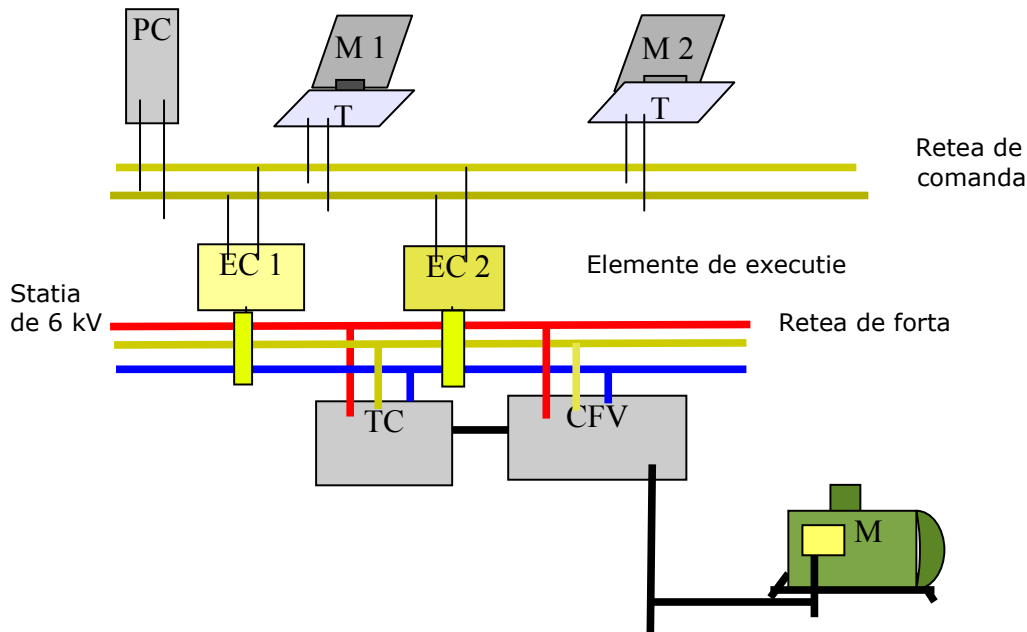 PC
M 1
M 2
T
T
Retea de
comanda
EC 1
EC 2
Elemente de executie
Statia
de 6 kV
Retea de forta
TC
CFV
M